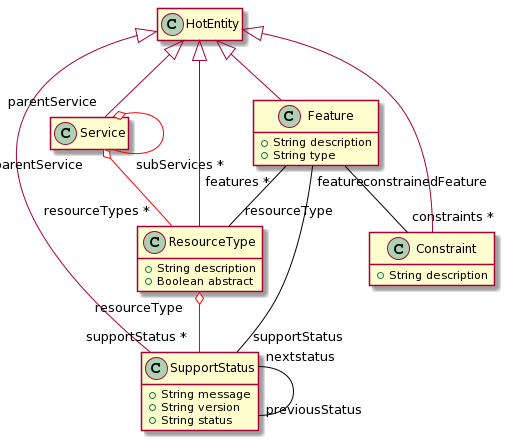 C HotEntity
parentService
C Service
C Feature
String description
String type
parentService
subServices *
features *
featureconstrainedFeature
resourceTypes *
resourceType
constraints *
C ResourceType
String description
Boolean abstract
C Constraint
String description
resourceType
supportStatus *
supportStatus
nextstatus
C SupportStatus
String message
String version
String status
previousStatus